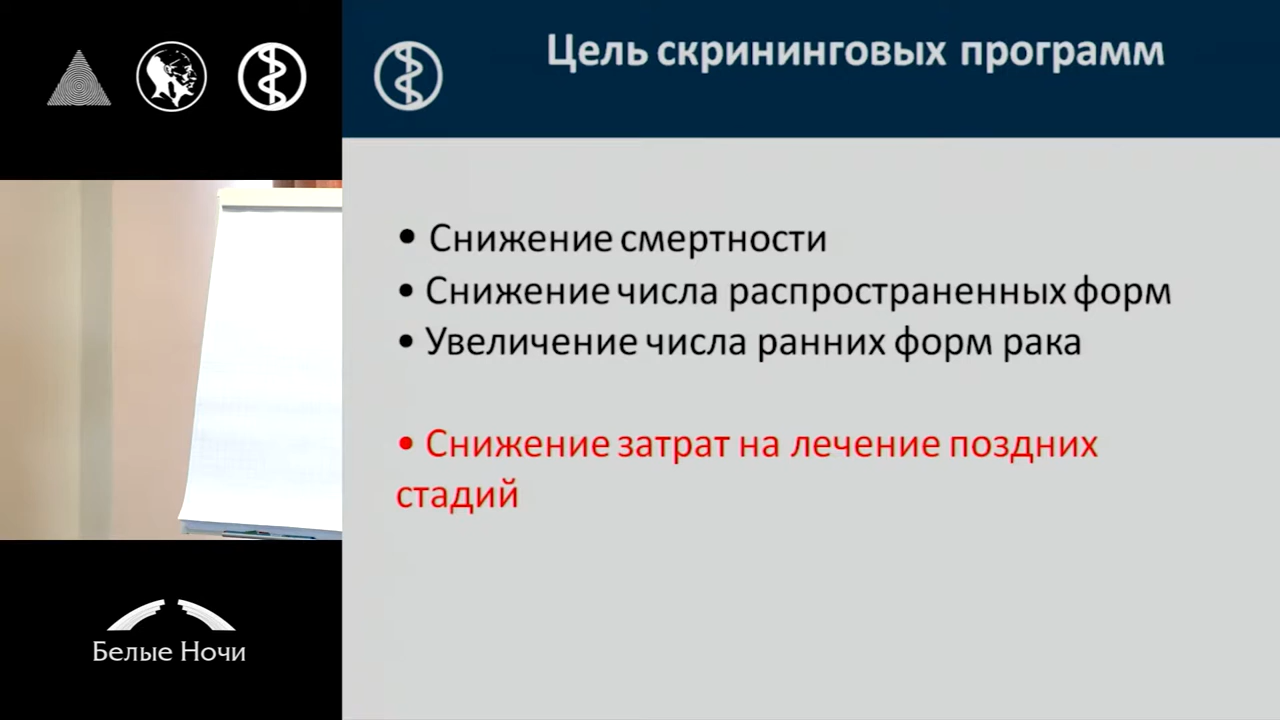 Цель скрининговых программ
• Снижение смертности
• Снижение числа распространенных форм
• Увеличение числа ранних форм рака
• Снижение затрат на лечение поздних
стадий
Белые Ночи